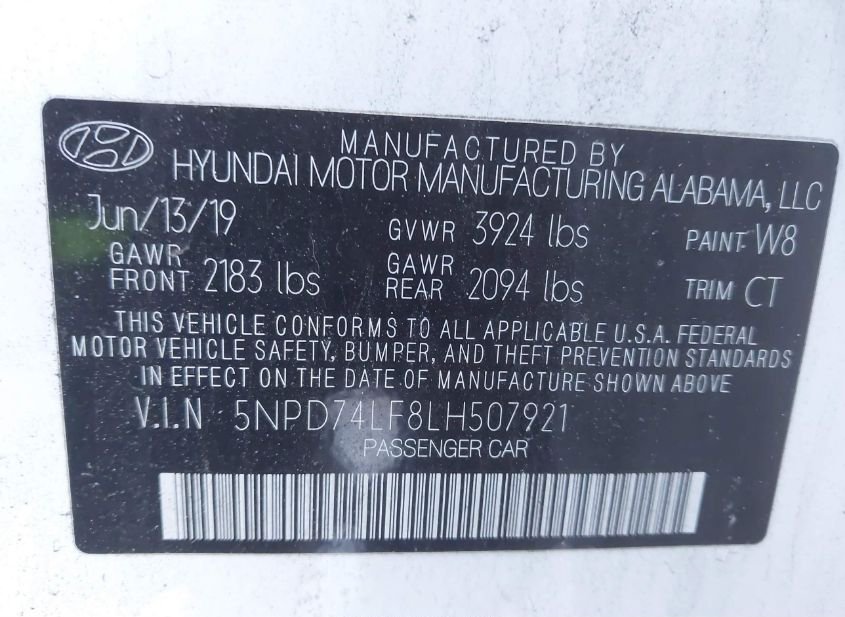 MANUFACTURED BY
HYUNDAI MOTOR MANUFACTURING ALABAMA, LLC
Jun/13/19 GVWR 3924 lbs PAINT W8
GAWR FRONT 2183 lbs GAWR REAR 2094 lbs TRIM CT
THIS VEHICLE CONFORMS TO ALL APPLICABLE U.S.A. FEDERAL
MOTOR VEHICLE SAFETY, BUMPER, AND THEFT PREVENTION STANDARDS
IN EFFECT ON THE DATE OF MANUFACTURE SHOWN ABOVE
V.I.N 5NPD74LF8LH507921
PASSENGER CAR